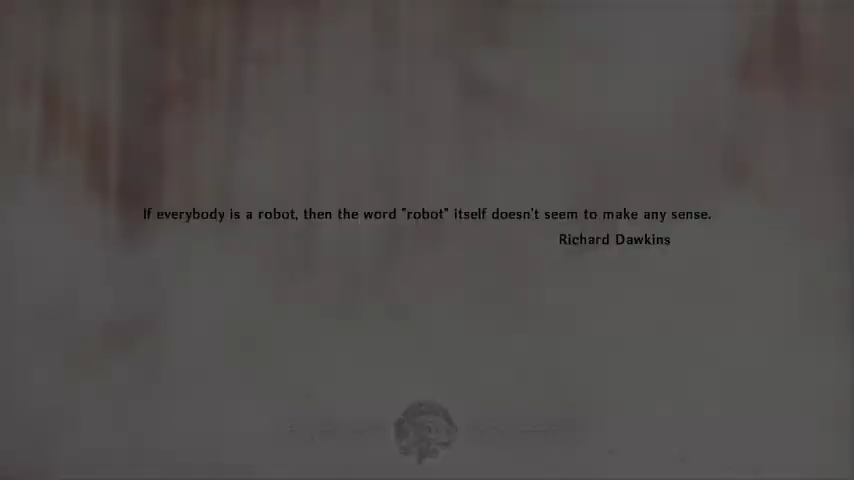 If everybody is a robot, then the word "robot" itself doesn't seem to make any sense.
Richard Dawkins